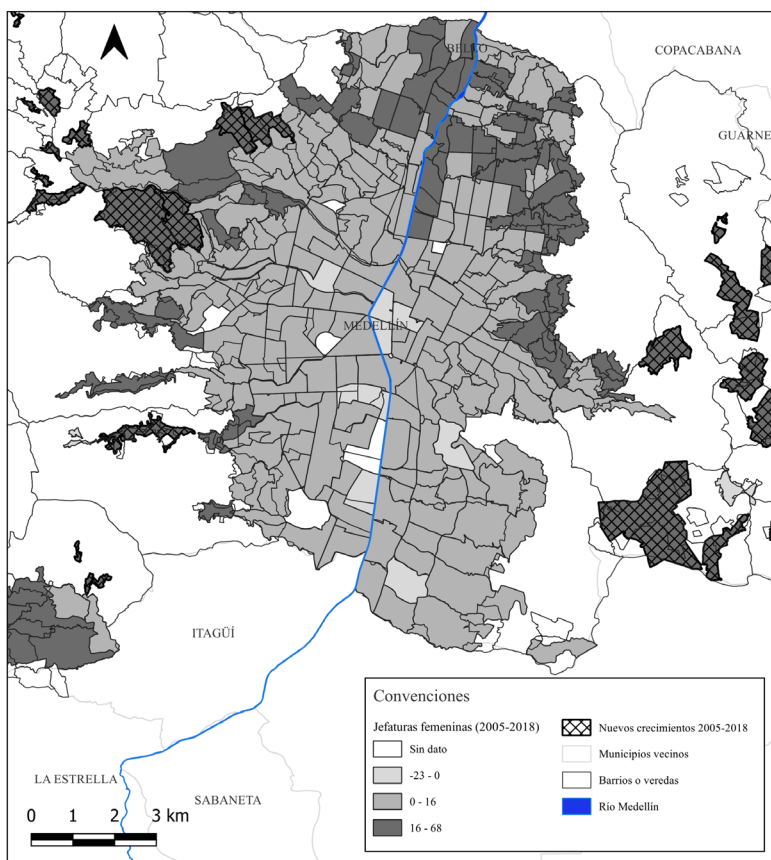 BELLO
COPACABANA
GUARNE
MEDELLÍN
ITAGÜÍ
LA ESTRELLA
SABANETA
0 1 2 3 km
Convenciones
Jefaturas femeninas (2005-2018)
Sin dato
-23 - 0
0 - 16
16 - 68
Nuevos crecimientos 2005-2018
Municipios vecinos
Barrios o veredas
Río Medellín